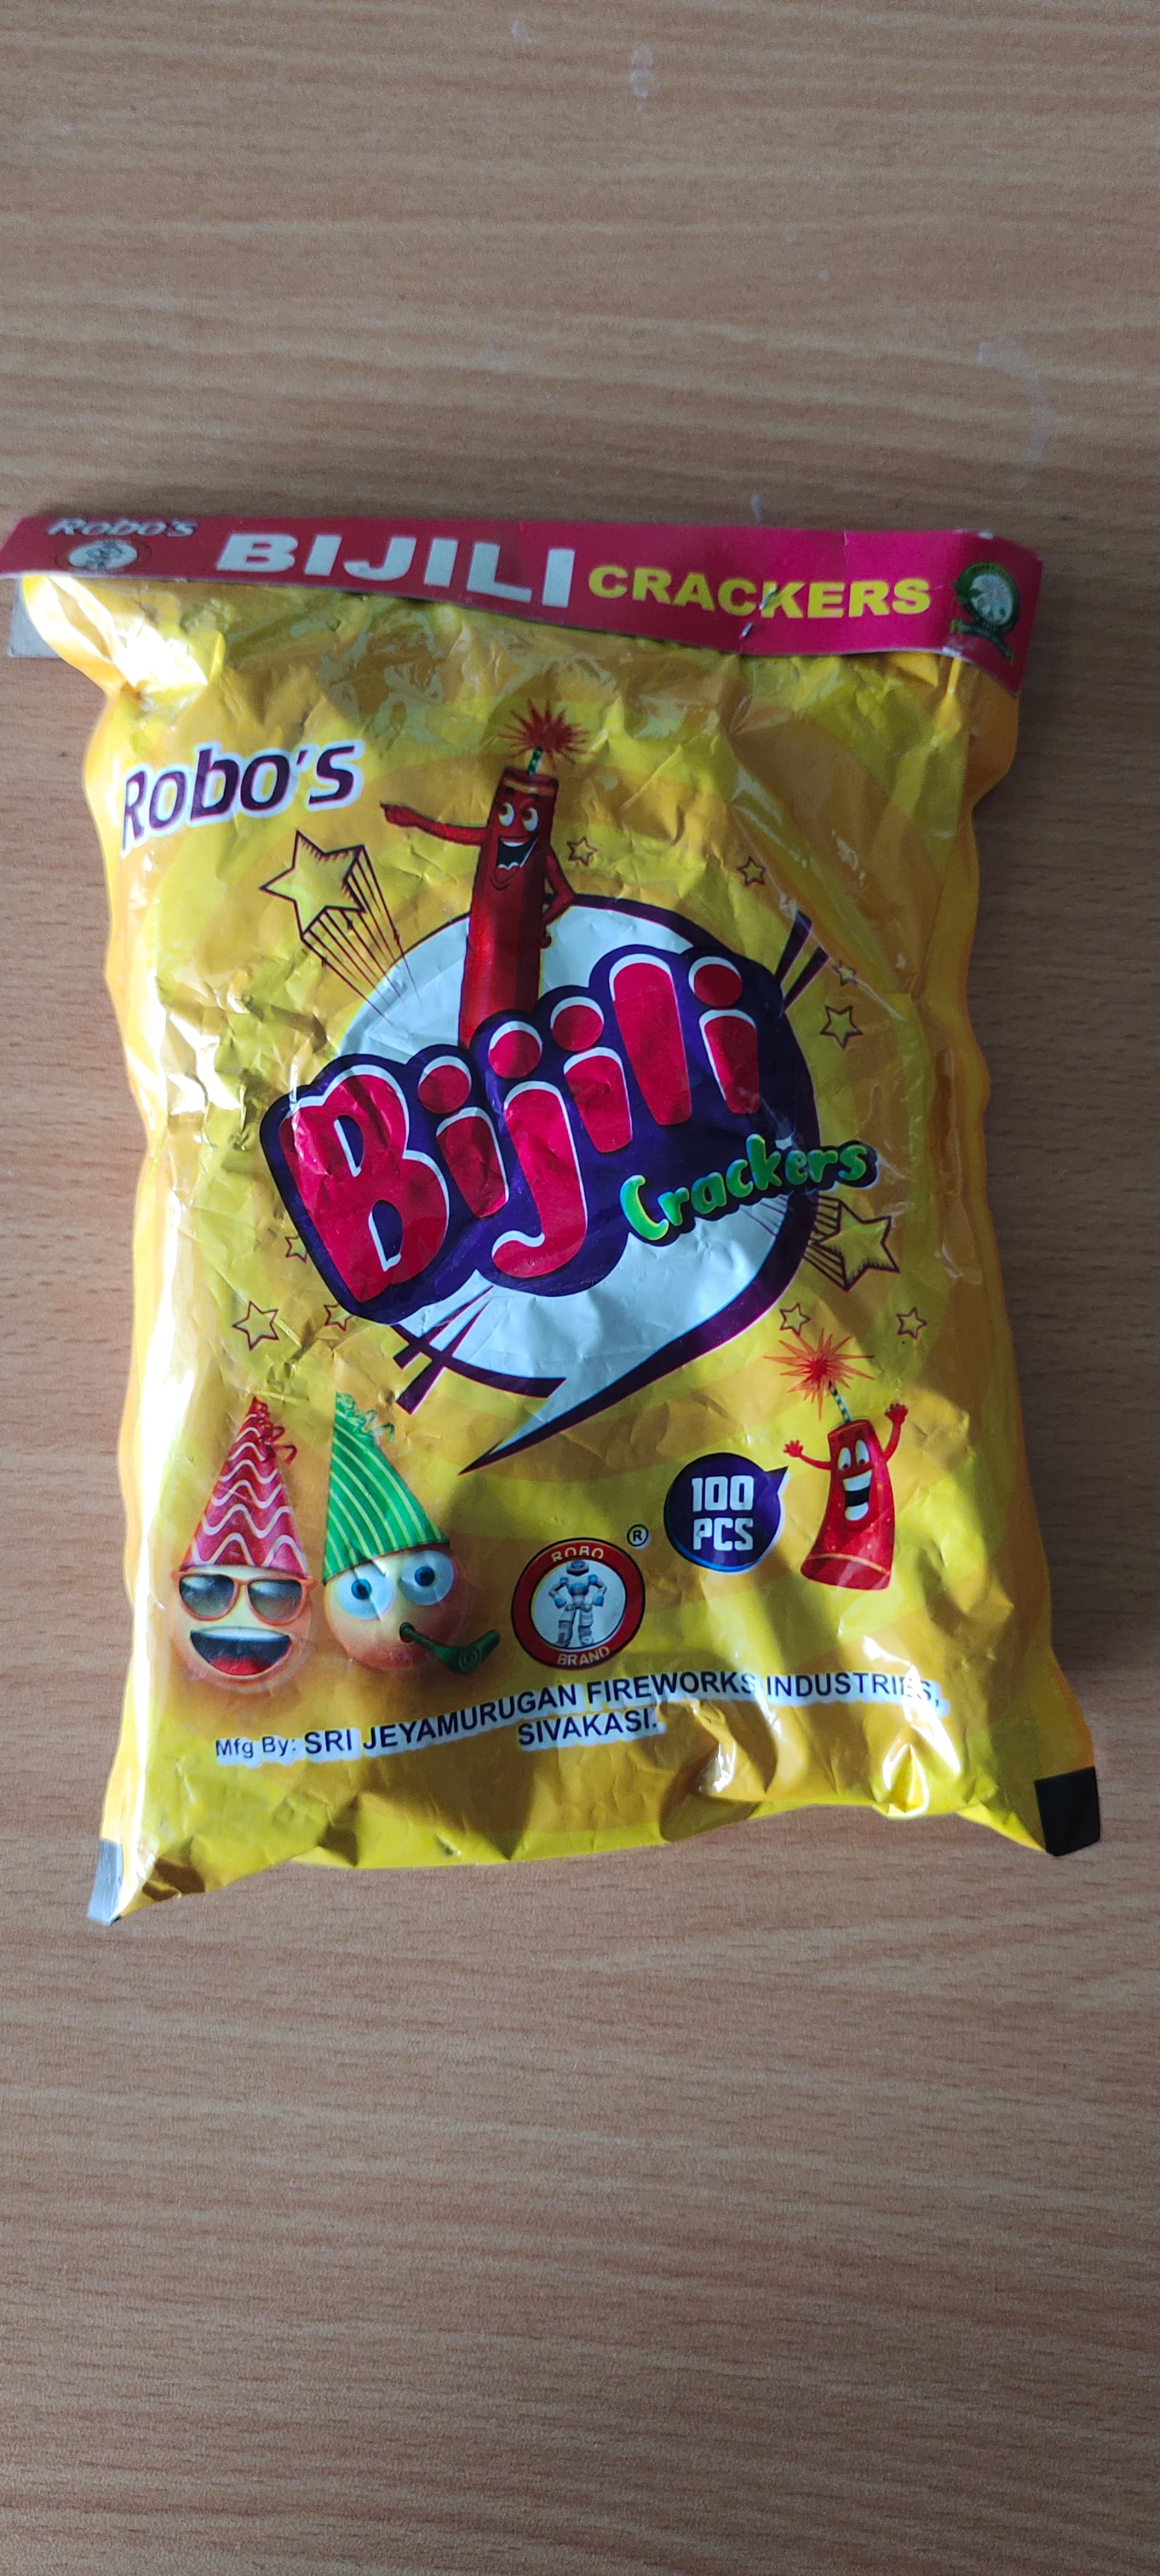 Robo's
BIJILI CRACKERS
Robo's
Bijili
Crackers
100
PCS
®
ROBO
BRAND
Mfg By: SRI JEYAMURUGAN FIREWORKS INDUSTRIES,
SIVAKASI.